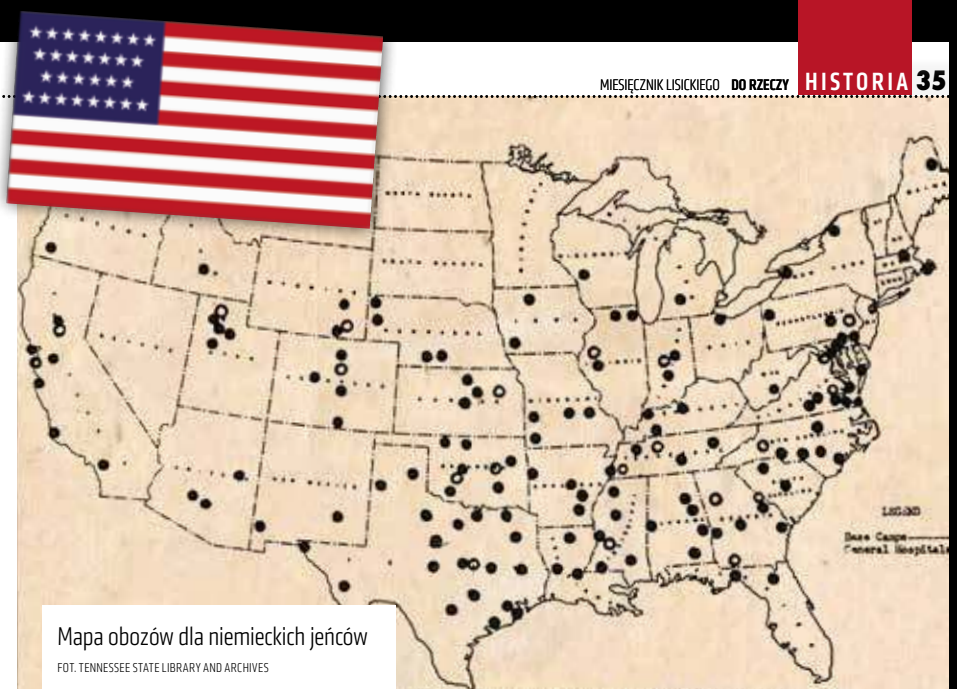 MIESIĘCZNIK LISICKIEGO DO RZECZY HISTORIA 35
LEGEND
Base Camps
General Hospitals
Mapa obozów dla niemieckich jeńców
FOT. TENNESSEE STATE LIBRARY AND ARCHIVES